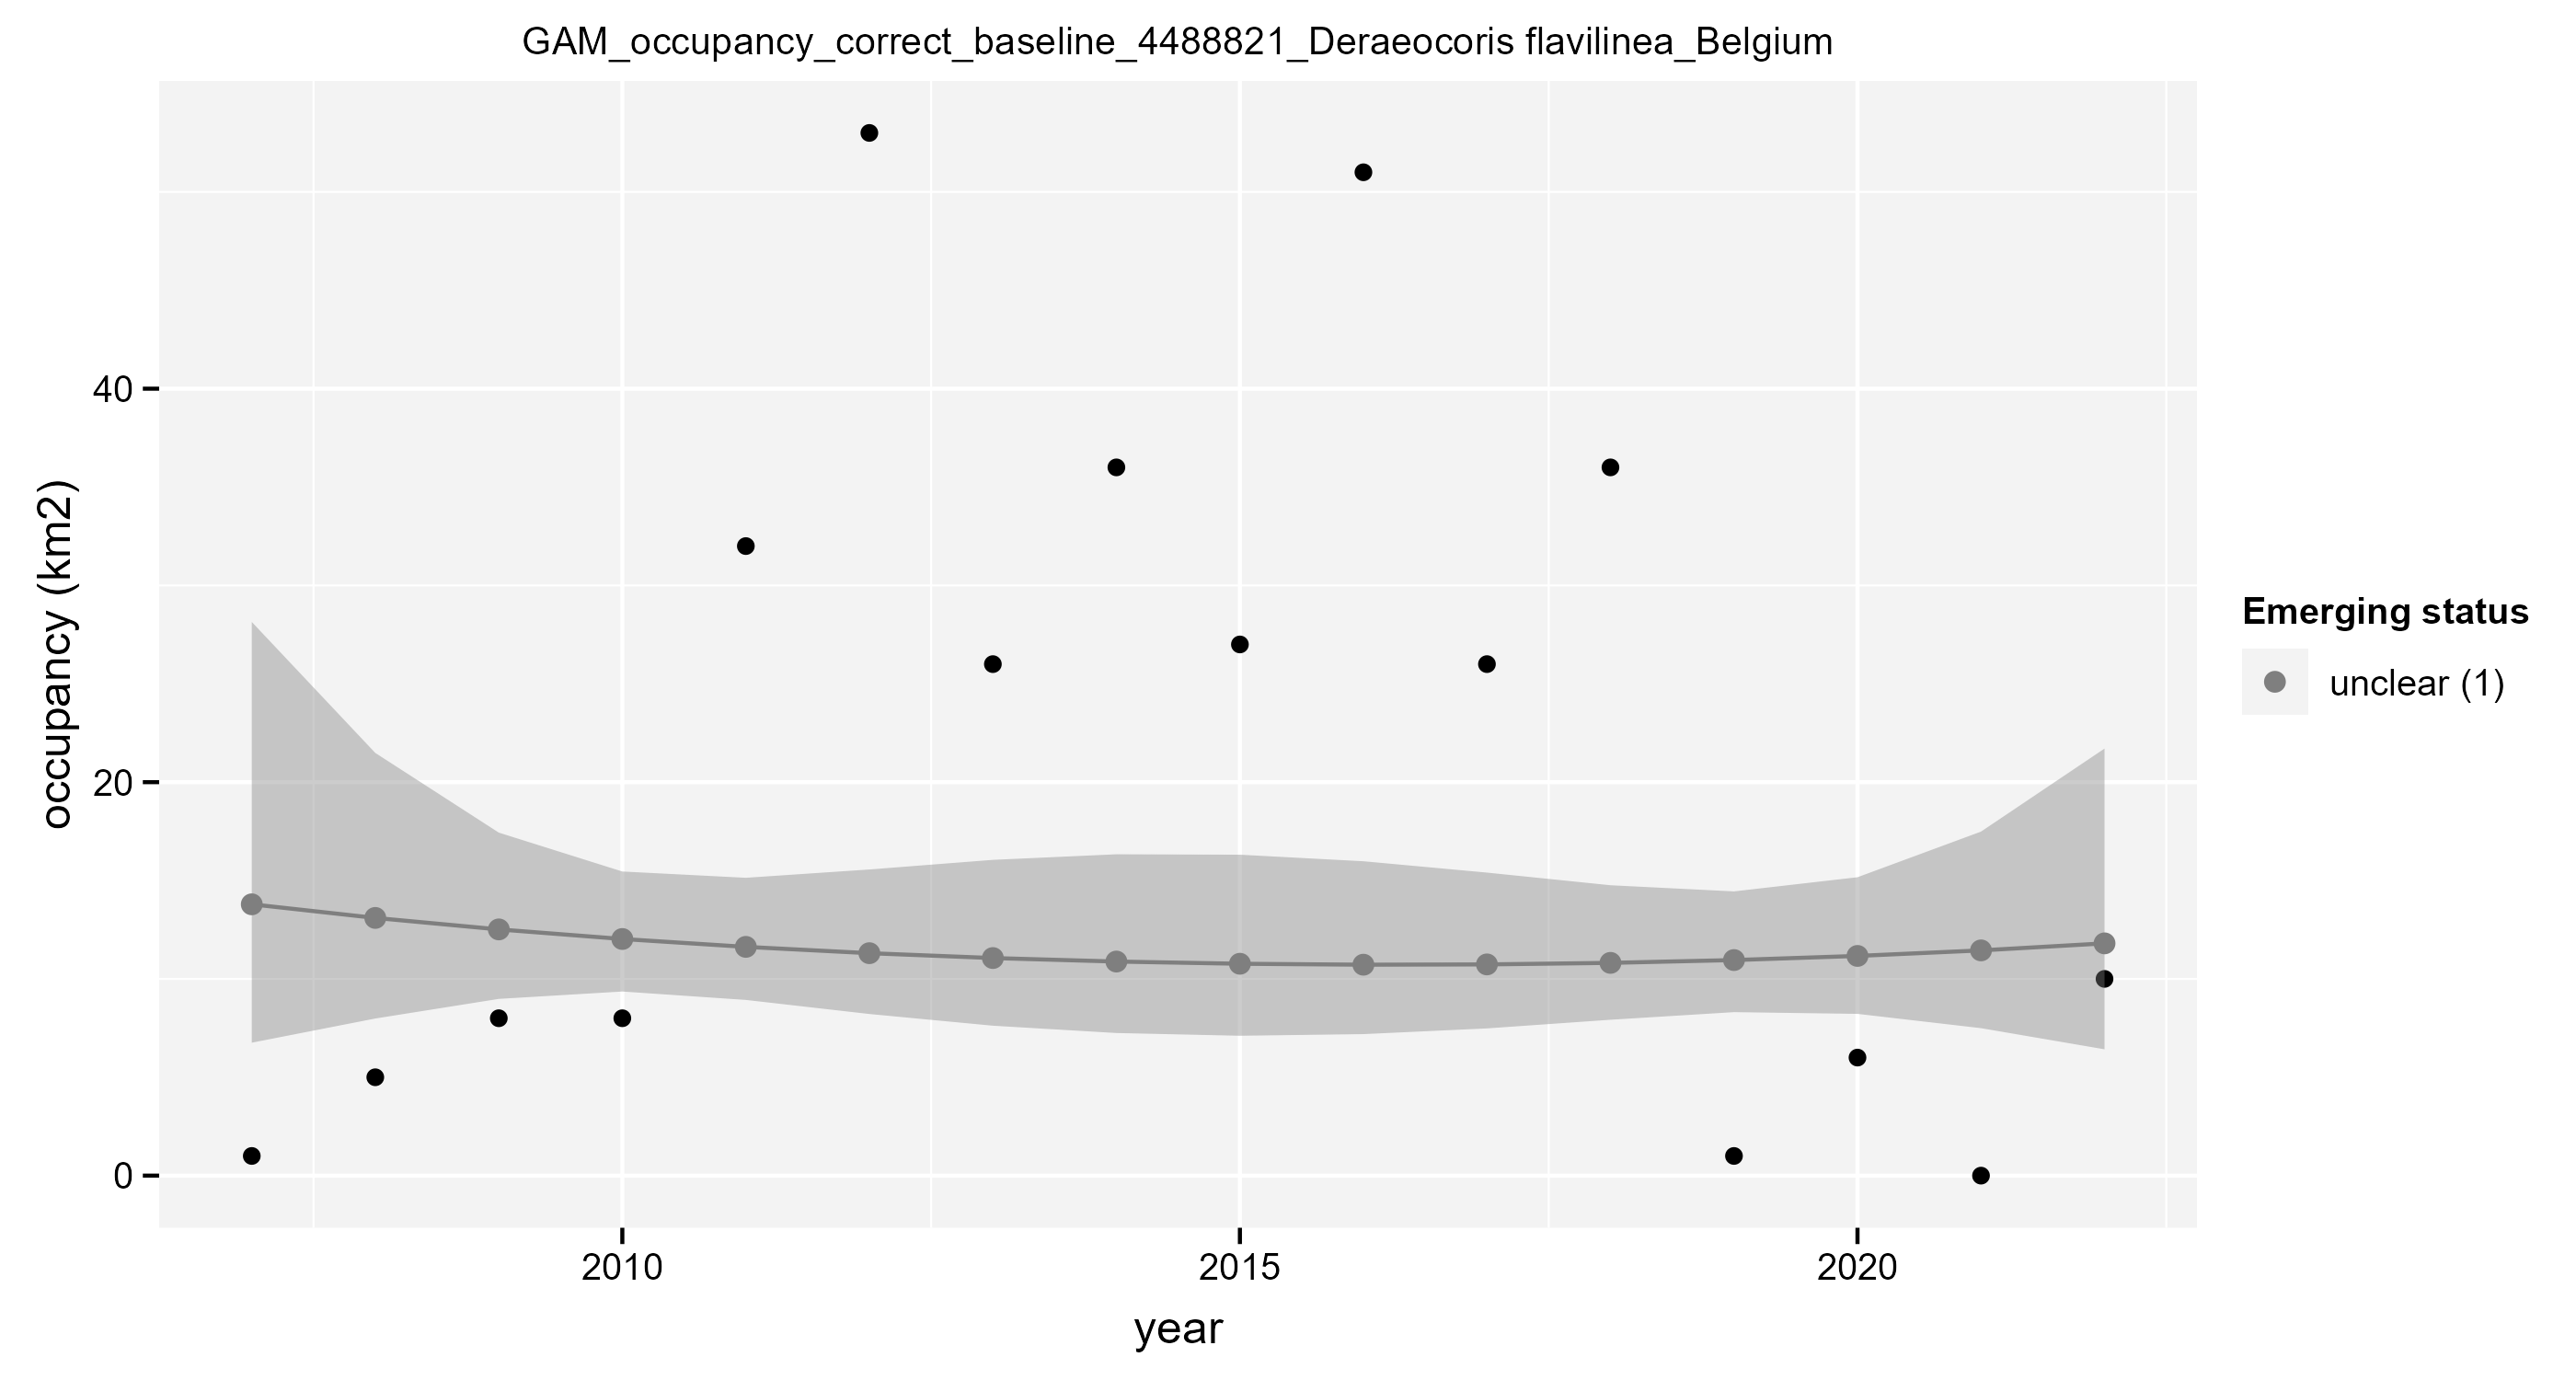 GAM_occupancy_correct_baseline_4488821_Deraeocoris flavilinea_Belgium
occupancy (km2)
40
20
0
2010
2015
2020
year
Emerging status
unclear (1)